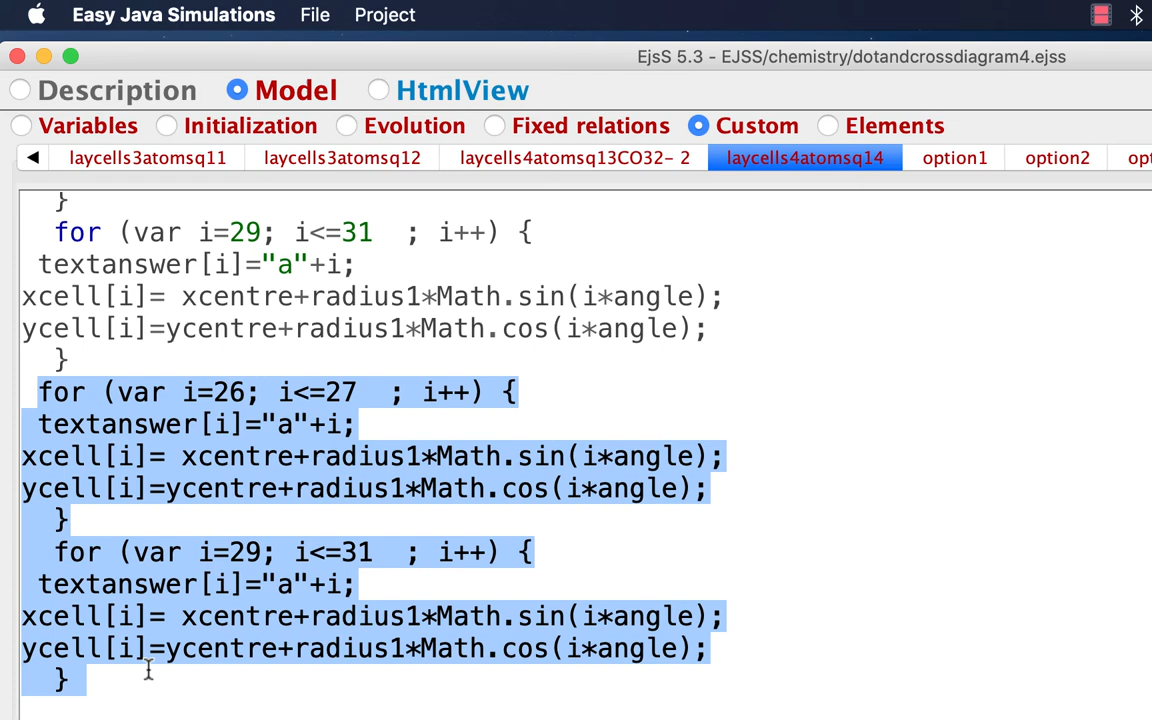 Easy Java Simulations File Project
EjsS 5.3 - EJSS/chemistry/dotandcrossdiagram4.ejss
Description Model HtmlView
Variables Initialization Evolution Fixed relations Custom Elements
laycells3atomsq11 laycells3atomsq12 laycells4atomsq13CO32- 2 laycells4atomsq14 option1 option2 opt
}
for (var i=29; i<=31  ; i++) {
textanswer[i]="a"+i;
xcell[i]= xcentre+radius1*Math.sin(i*angle);
ycell[i]=ycentre+radius1*Math.cos(i*angle);
}
for (var i=26; i<=27  ; i++) {
textanswer[i]="a"+i;
xcell[i]= xcentre+radius1*Math.sin(i*angle);
ycell[i]=ycentre+radius1*Math.cos(i*angle);
}
for (var i=29; i<=31  ; i++) {
textanswer[i]="a"+i;
xcell[i]= xcentre+radius1*Math.sin(i*angle);
ycell[i]=ycentre+radius1*Math.cos(i*angle);
}